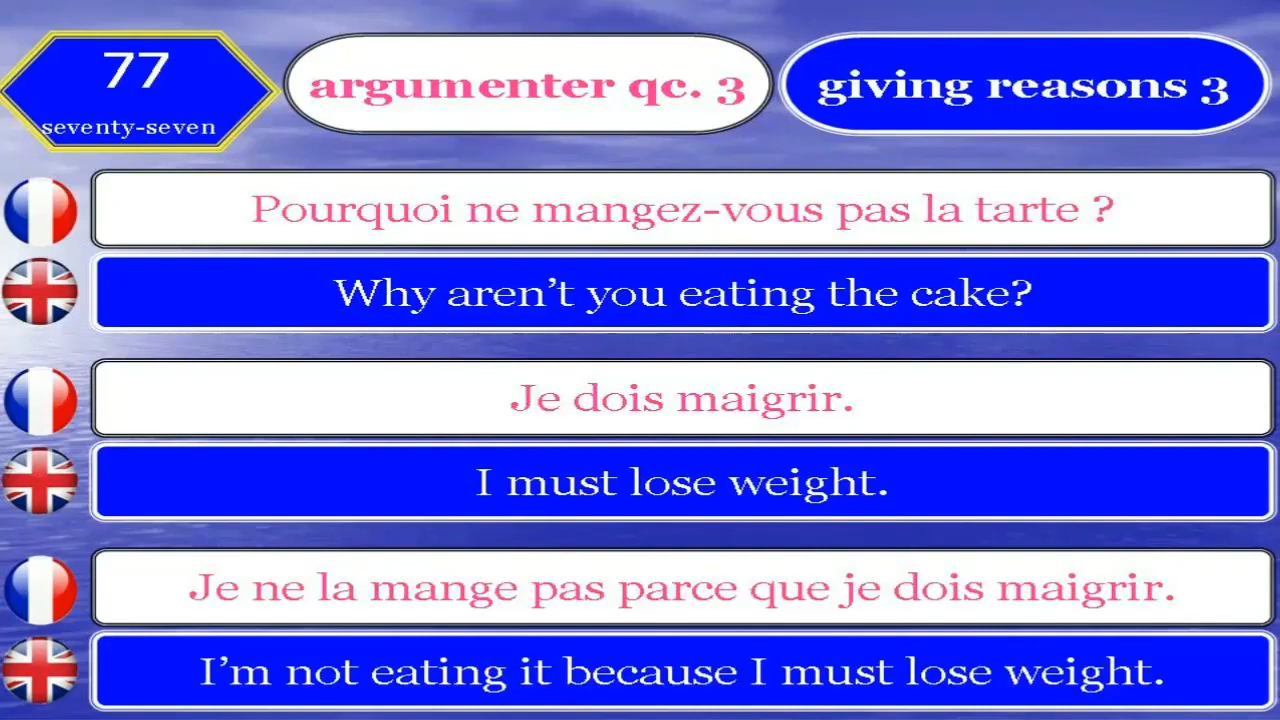 77
seventy-seven
argumenter qc. 3
giving reasons 3
Pourquoi ne mangez-vous pas la tarte ?
Why aren’t you eating the cake?
Je dois maigrir.
I must lose weight.
Je ne la mange pas parce que je dois maigrir.
I’m not eating it because I must lose weight.